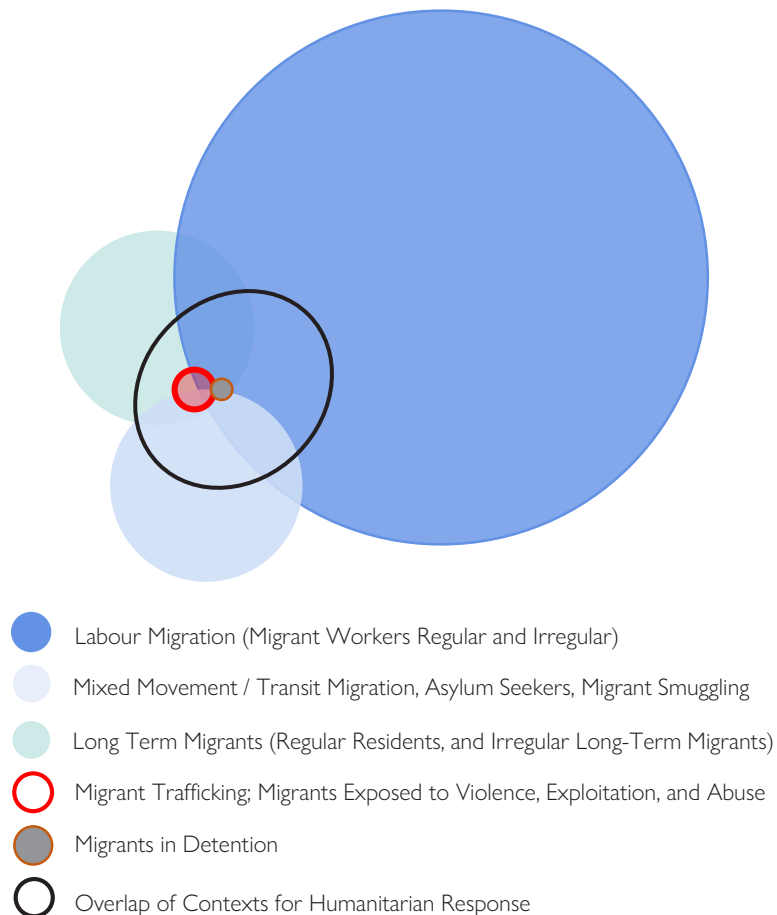 Labour Migration (Migrant Workers Regular and Irregular)
Mixed Movement / Transit Migration, Asylum Seekers, Migrant Smuggling
Long Term Migrants (Regular Residents, and Irregular Long-Term Migrants)
Migrant Trafficking; Migrants Exposed to Violence, Exploitation, and Abuse
Migrants in Detention
Overlap of Contexts for Humanitarian Response